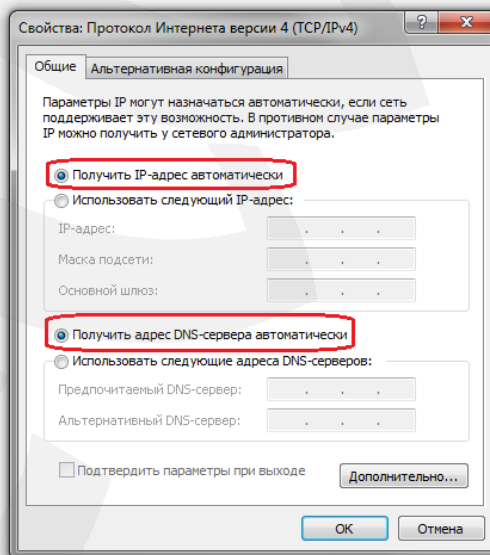 Свойства: Протокол Интернета версии 4 (TCP/IPv4)
Общие
Альтернативная конфигурация
Параметры IP могут назначаться автоматически, если сеть
поддерживает эту возможность. В противном случае параметры
IP можно получить у сетевого администратора.
Получить IP-адрес автоматически
Использовать следующий IP-адрес:
IP-адрес:
Маска подсети:
Основной шлюз:
Получить адрес DNS-сервера автоматически
Использовать следующие адреса DNS-серверов:
Предпочитаемый DNS-сервер:
Альтернативный DNS-сервер:
Подтвердить параметры при выходе
Дополнительно...
ОК
Отмена